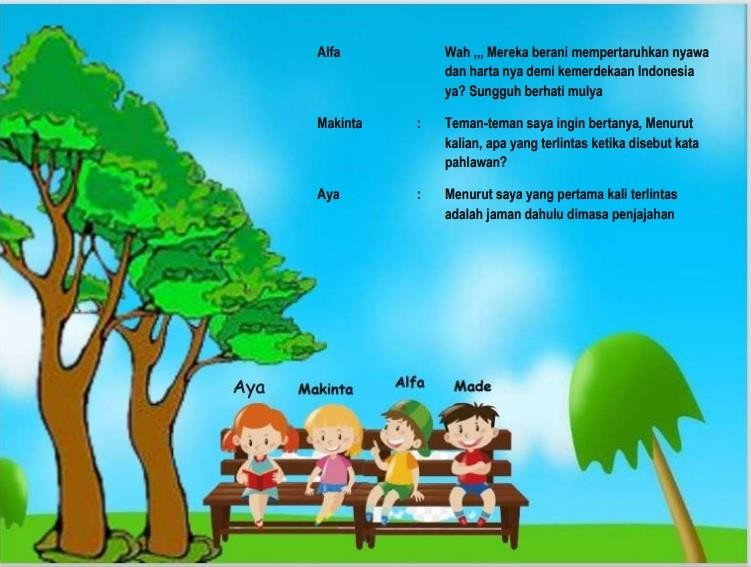 Alfa Wah ,,, Mereka berani mempertaruhkan nyawa
dan harta nya demi kemerdekaan Indonesia
ya? Sungguh berhati mulya
Makinta : Teman-teman saya ingin bertanya, Menurut
kalian, apa yang terlintas ketika disebut kata
pahlawan?
Aya : Menurut saya yang pertama kali terlintas
adalah jaman dahulu dimasa penjajahan
Aya Makinta Alfa Made